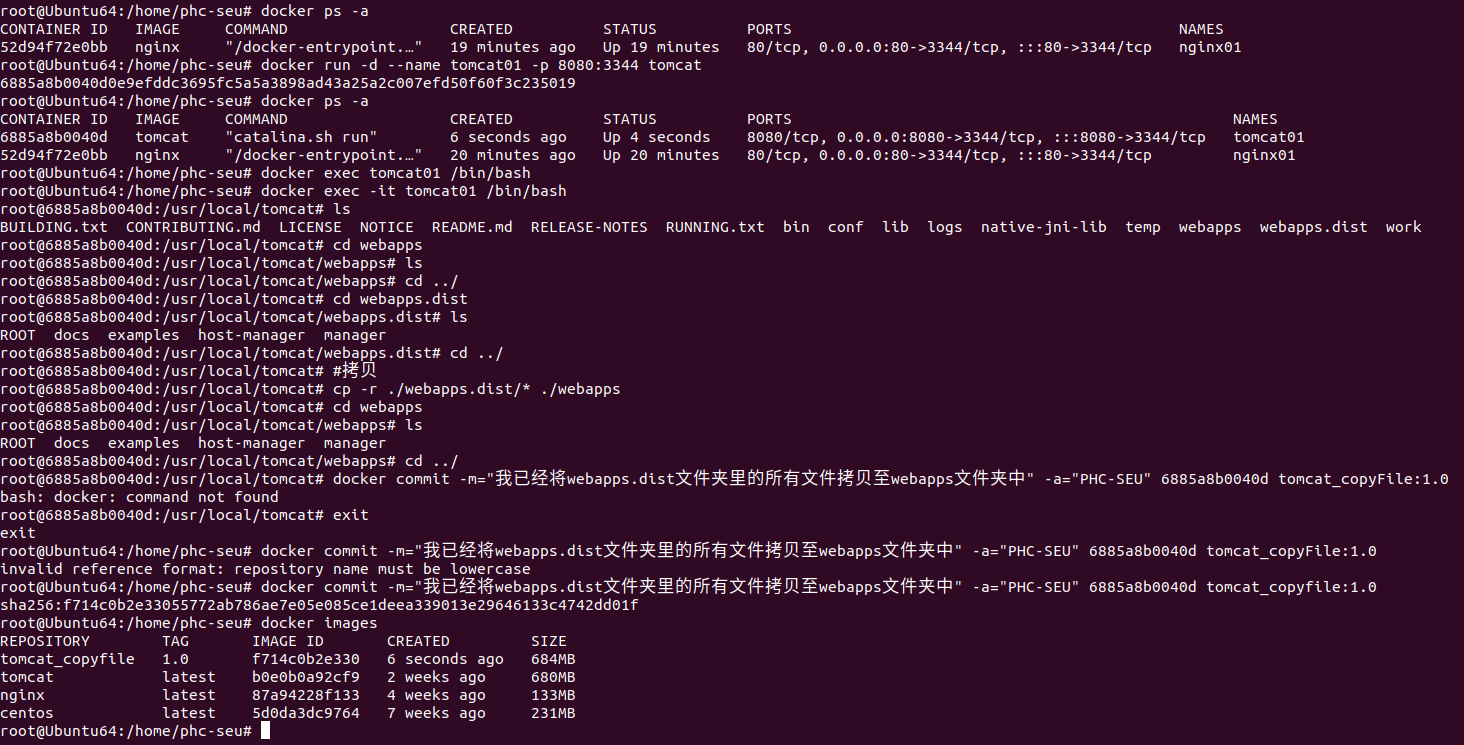 root@Ubuntu64:/home/phc-seu# docker ps -a
CONTAINER ID   IMAGE     COMMAND                  CREATED          STATUS          PORTS                                              NAMES
52d94f72e0bb   nginx     "/docker-entrypoint.…"   19 minutes ago   Up 19 minutes   80/tcp, 0.0.0.0:80->3344/tcp, :::80->3344/tcp   nginx01
root@Ubuntu64:/home/phc-seu# docker run -d --name tomcat01 -p 8080:3344 tomcat
6885a8b0040d0e9efddc3695fc5a5a3898ad43a25a2c007efd50f60f3c235019
root@Ubuntu64:/home/phc-seu# docker ps -a
CONTAINER ID   IMAGE     COMMAND                  CREATED          STATUS          PORTS                                                 NAMES
6885a8b0040d   tomcat    "catalina.sh run"        6 seconds ago    Up 4 seconds    8080/tcp, 0.0.0.0:8080->3344/tcp, :::8080->3344/tcp   tomcat01
52d94f72e0bb   nginx     "/docker-entrypoint.…"   20 minutes ago   Up 20 minutes   80/tcp, 0.0.0.0:80->3344/tcp, :::80->3344/tcp         nginx01
root@Ubuntu64:/home/phc-seu# docker exec tomcat01 /bin/bash
root@Ubuntu64:/home/phc-seu# docker exec -it tomcat01 /bin/bash
root@6885a8b0040d:/usr/local/tomcat# ls
BUILDING.txt  CONTRIBUTING.md  LICENSE  NOTICE  README.md  RELEASE-NOTES  RUNNING.txt  bin  conf  lib  logs  native-jni-lib  temp  webapps  webapps.dist  work
root@6885a8b0040d:/usr/local/tomcat# cd webapps
root@6885a8b0040d:/usr/local/tomcat/webapps# ls
root@6885a8b0040d:/usr/local/tomcat/webapps# cd ../
root@6885a8b0040d:/usr/local/tomcat# cd webapps.dist
root@6885a8b0040d:/usr/local/tomcat/webapps.dist# ls
ROOT  docs  examples  host-manager  manager
root@6885a8b0040d:/usr/local/tomcat/webapps.dist# cd ../
root@6885a8b0040d:/usr/local/tomcat# #拷贝
root@6885a8b0040d:/usr/local/tomcat# cp -r ./webapps.dist/* ./webapps
root@6885a8b0040d:/usr/local/tomcat# cd webapps
root@6885a8b0040d:/usr/local/tomcat/webapps# ls
ROOT  docs  examples  host-manager  manager
root@6885a8b0040d:/usr/local/tomcat/webapps# cd ../
root@6885a8b0040d:/usr/local/tomcat# docker commit -m="我已经将webapps.dist文件夹里的所有文件拷贝至webapps文件夹中" -a="PHC-SEU" 6885a8b0040d tomcat_copyFile:1.0
bash: docker: command not found
root@6885a8b0040d:/usr/local/tomcat# exit
exit
root@Ubuntu64:/home/phc-seu# docker commit -m="我已经将webapps.dist文件夹里的所有文件拷贝至webapps文件夹中" -a="PHC-SEU" 6885a8b0040d tomcat_copyFile:1.0
invalid reference format: repository name must be lowercase
root@Ubuntu64:/home/phc-seu# docker commit -m="我已经将webapps.dist文件夹里的所有文件拷贝至webapps文件夹中" -a="PHC-SEU" 6885a8b0040d tomcat_copyfile:1.0
sha256:f714c0b2e33055772ab786ae7e05e085ce1deea339013e29646133c4742dd01f
root@Ubuntu64:/home/phc-seu# docker images
REPOSITORY        TAG       IMAGE ID       CREATED         SIZE
tomcat_copyfile   1.0       f714c0b2e330   6 seconds ago   684MB
tomcat            latest    b0e0b0a92cf9   2 weeks ago     680MB
nginx             latest    87a94228f133   4 weeks ago     133MB
centos            latest    5d0da3dc9764   7 weeks ago     231MB
root@Ubuntu64:/home/phc-seu#